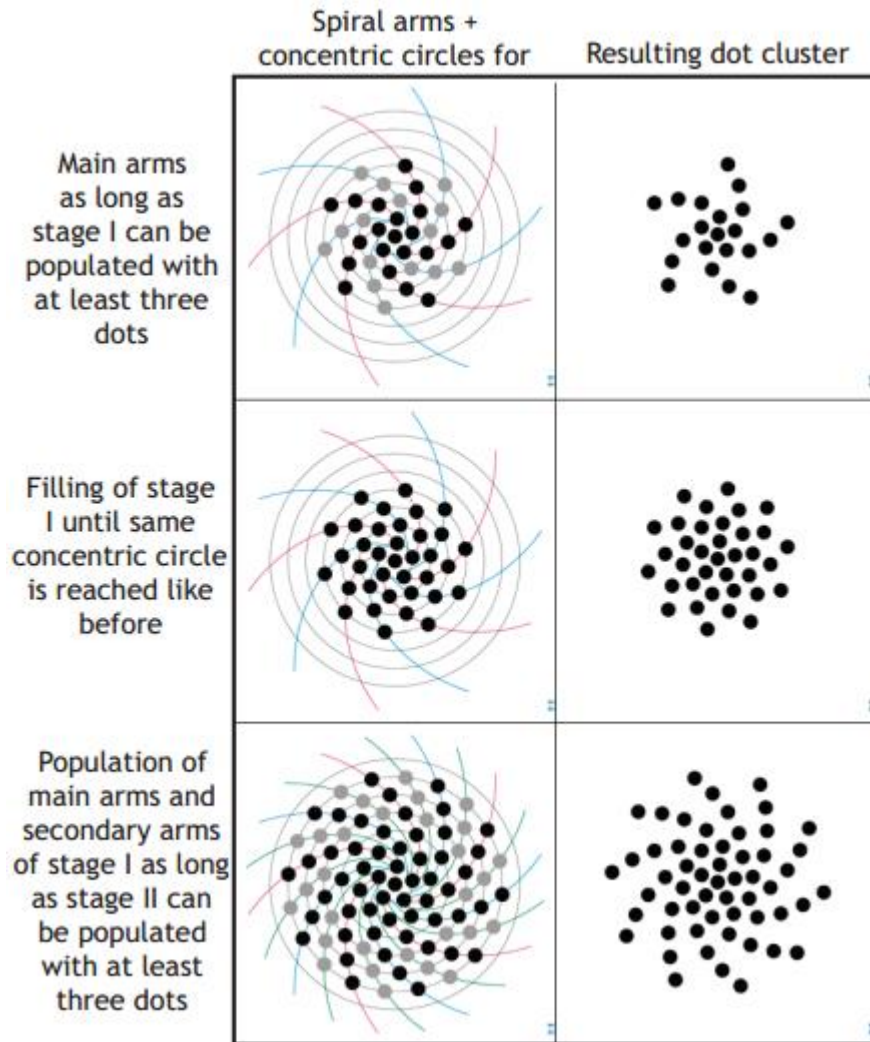 Spiral arms +
concentric circles for
Resulting dot cluster
Main arms
as long as
stage I can be
populated with
at least three
dots
Filling of stage
I until same
concentric circle
is reached like
before
Population of
main arms and
secondary arms
of stage I as long
as stage II can
be populated
with at least
three dots